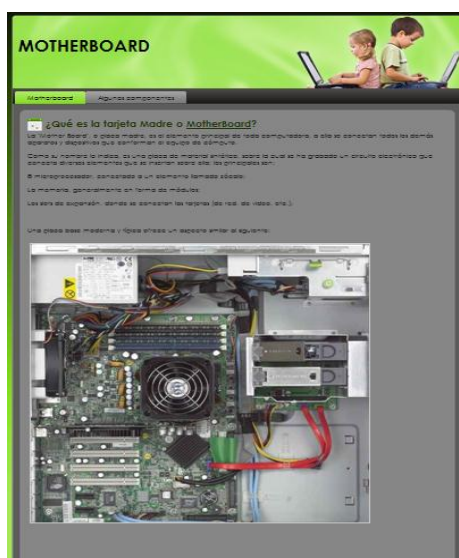 MOTHERBOARD
Motherboard Algunos componentes
¿Qué es la tarjeta Madre o MotherBoard?
La "Mother Board", o placa madre, es el elemento principal de toda computadora, a ella se conectan todos los demás
aparatos y dispositivos que conforman el equipo de cómputo.
Como su nombre lo indica, es una placa de material sintético, sobre la cual se ha grabado un circuito electrónico que
conecta diversos elementos que se insertan sobre ella, los principales son:
El microprocesador, conectado a un elemento llamado zócalo;
La memoria, generalmente en forma de módulos;
Los slots de expansión, donde se conectan las tarjetas (de red, de video, etc.).
Una placa base moderna y típica ofrece un aspecto similar al siguiente: